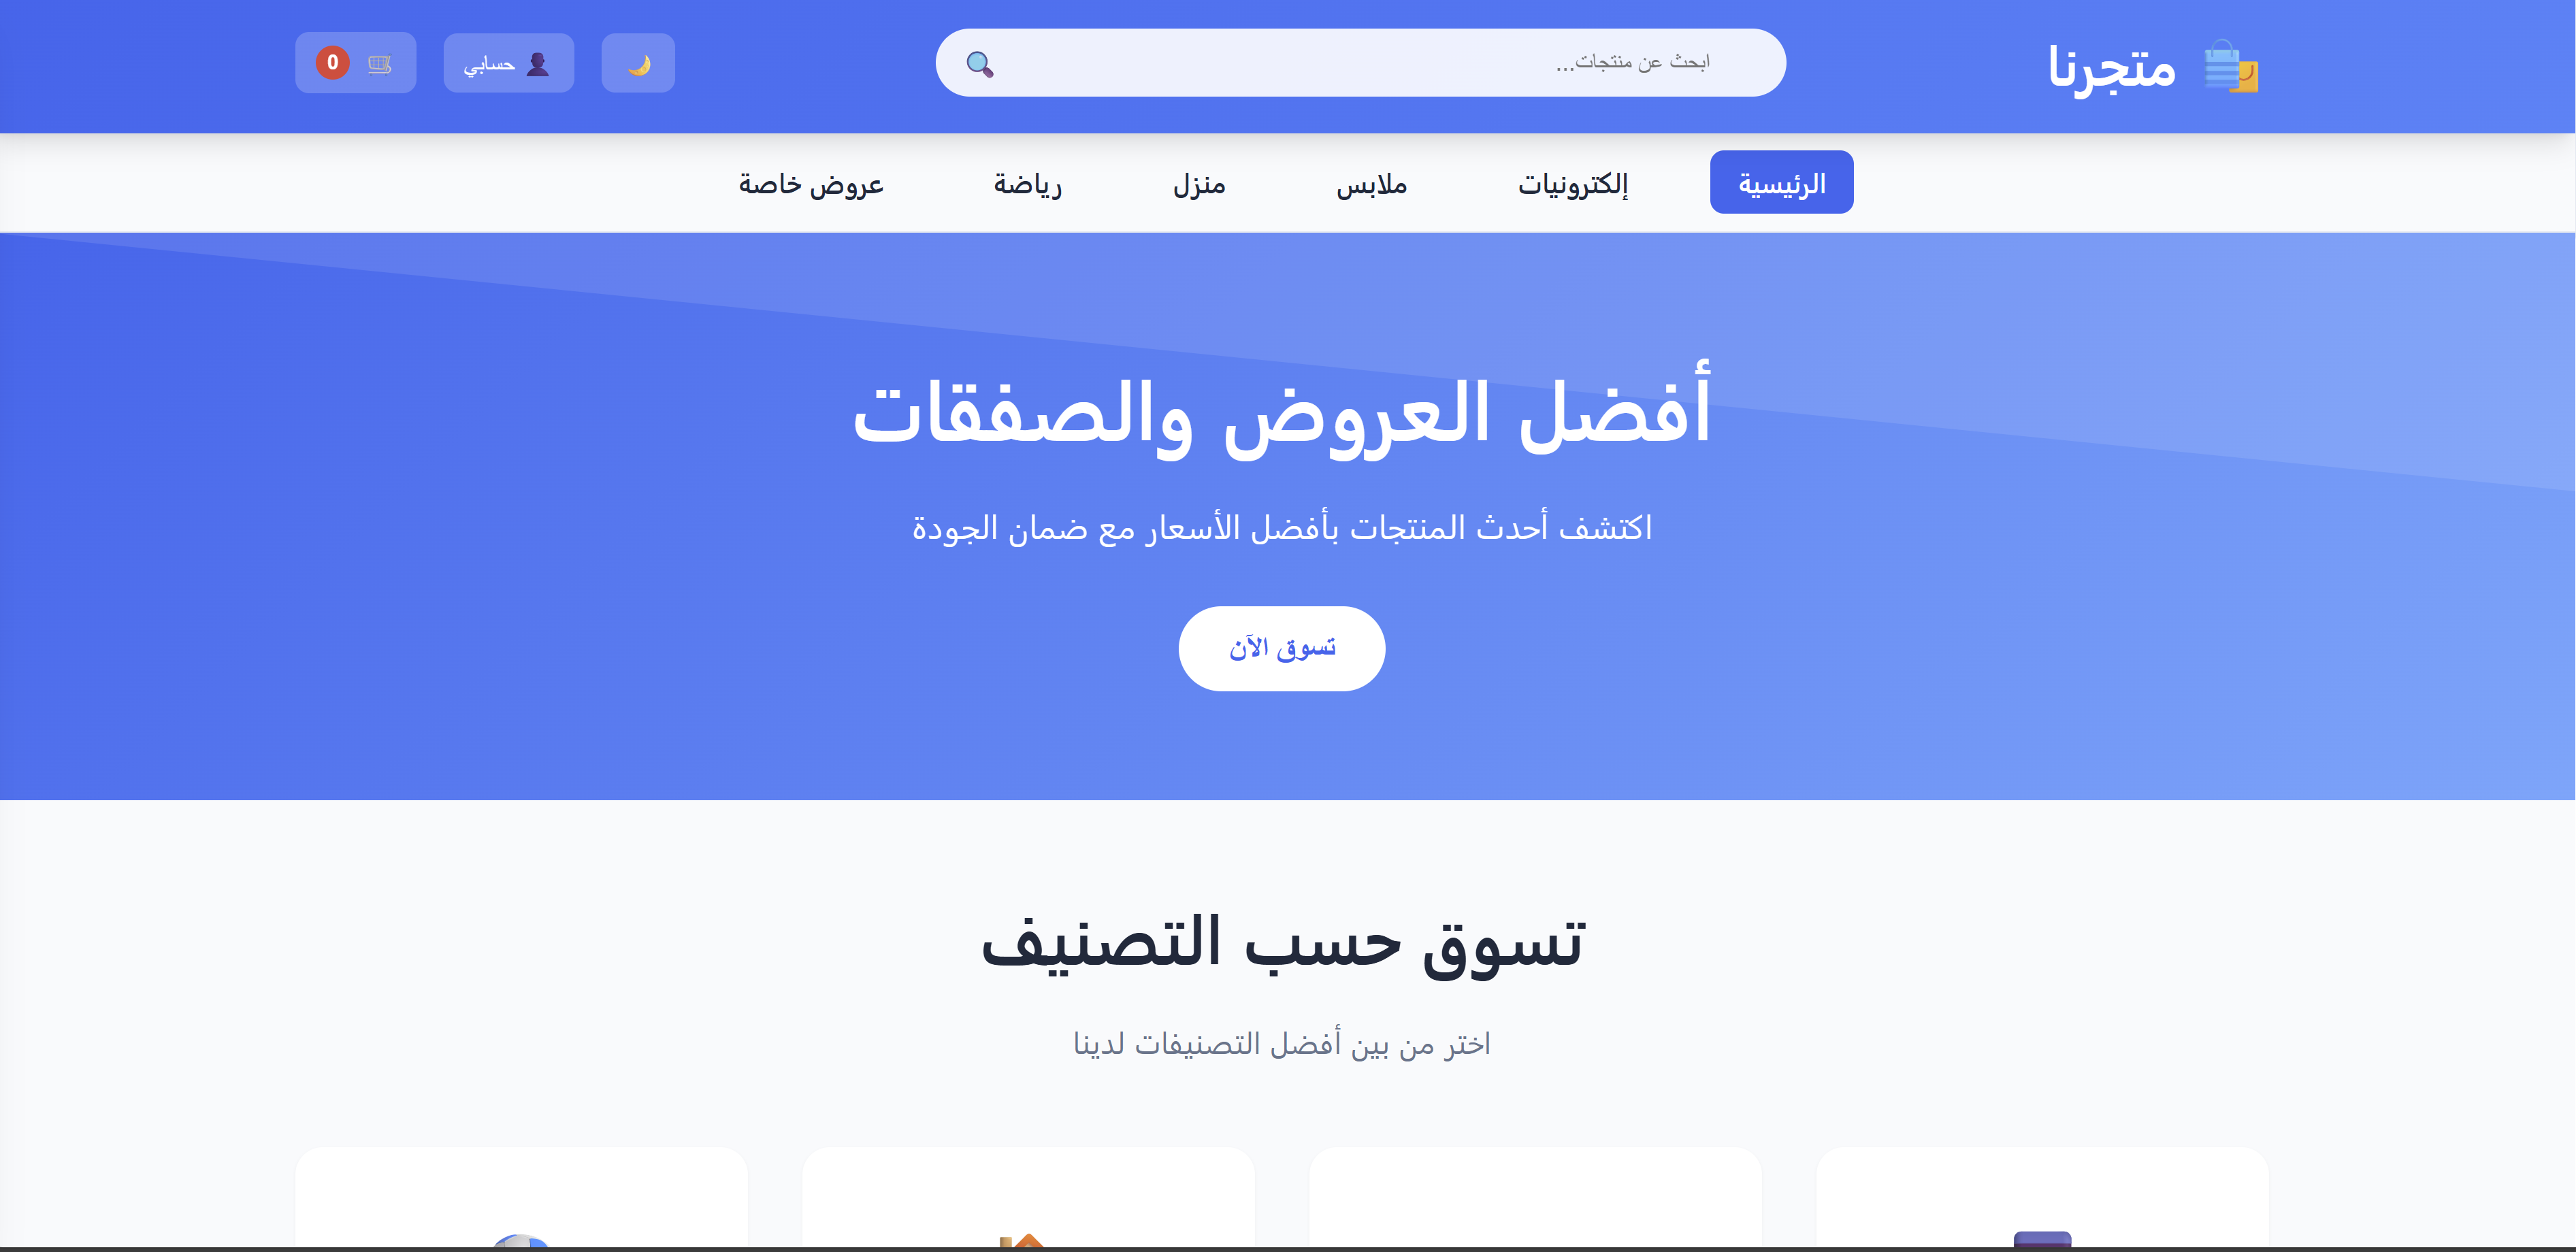 متجرنا
ابحث عن منتجات...
حسابي
0
الرئيسية
إلكترونيات
ملابس
منزل
رياضة
عروض خاصة
أفضل العروض والصفقات
اكتشف أحدث المنتجات بأفضل الأسعار مع ضمان الجودة
تسوق الآن
تسوق حسب التصنيف
اختر من بين أفضل التصنيفات لدينا